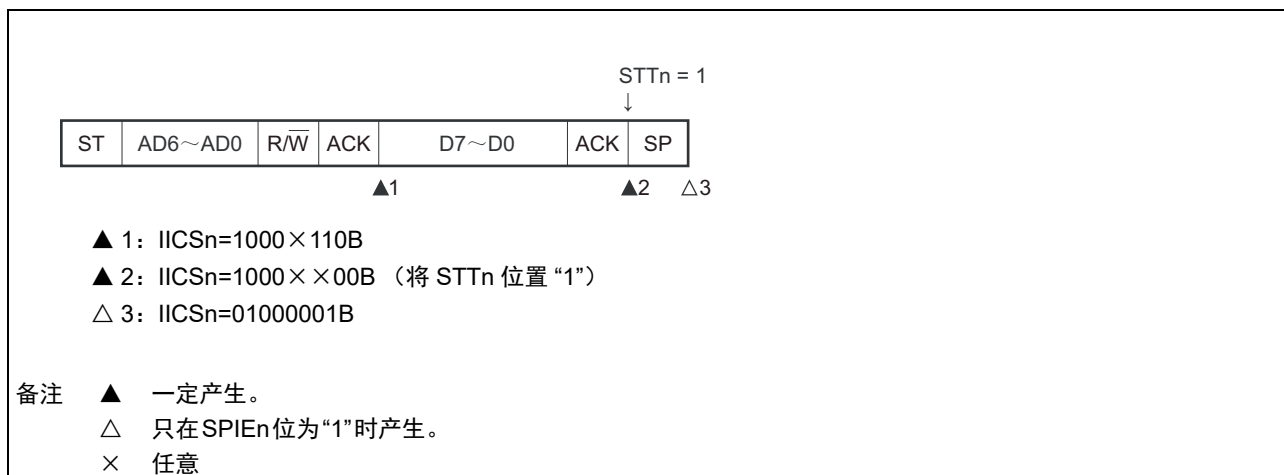 STTn = 1
↓
ST AD6～AD0 R/W̅ ACK D7～D0 ACK SP
▲1 ▲2 △3
▲ 1：IICSn=1000×110B
▲ 2：IICSn=1000××00B （将 STTn 位置 “1”）
△ 3：IICSn=01000001B
备注 ▲ 一定产生。
△ 只在SPIEn位为“1”时产生。
× 任意